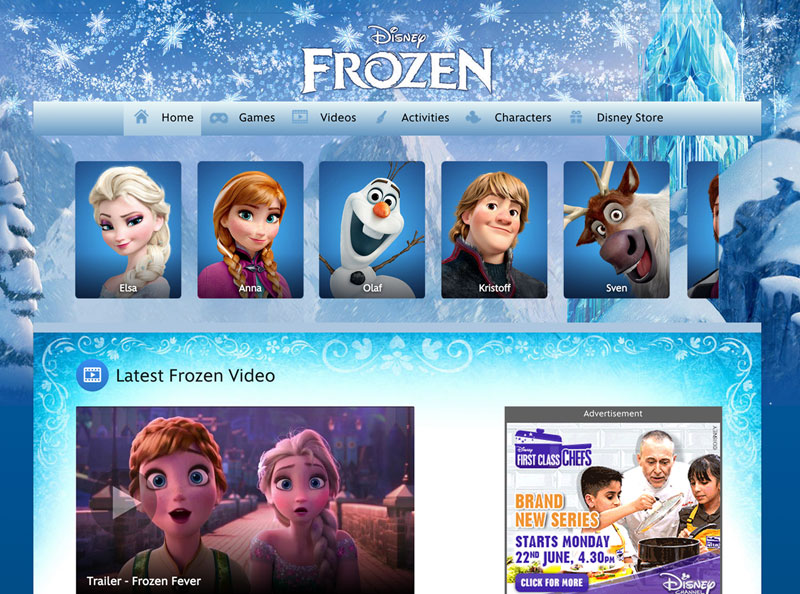 Disney
FROZEN
Home Games Videos Activities Characters Disney Store
Elsa Anna Olaf Kristoff Sven
Latest Frozen Video
Advertisement
Disney
FIRST CLASS CHEFS
BRAND
NEW SERIES
STARTS MONDAY
22ND JUNE, 4.30PM
CLICK FOR MORE
Disney
CHANNEL
Trailer - Frozen Fever